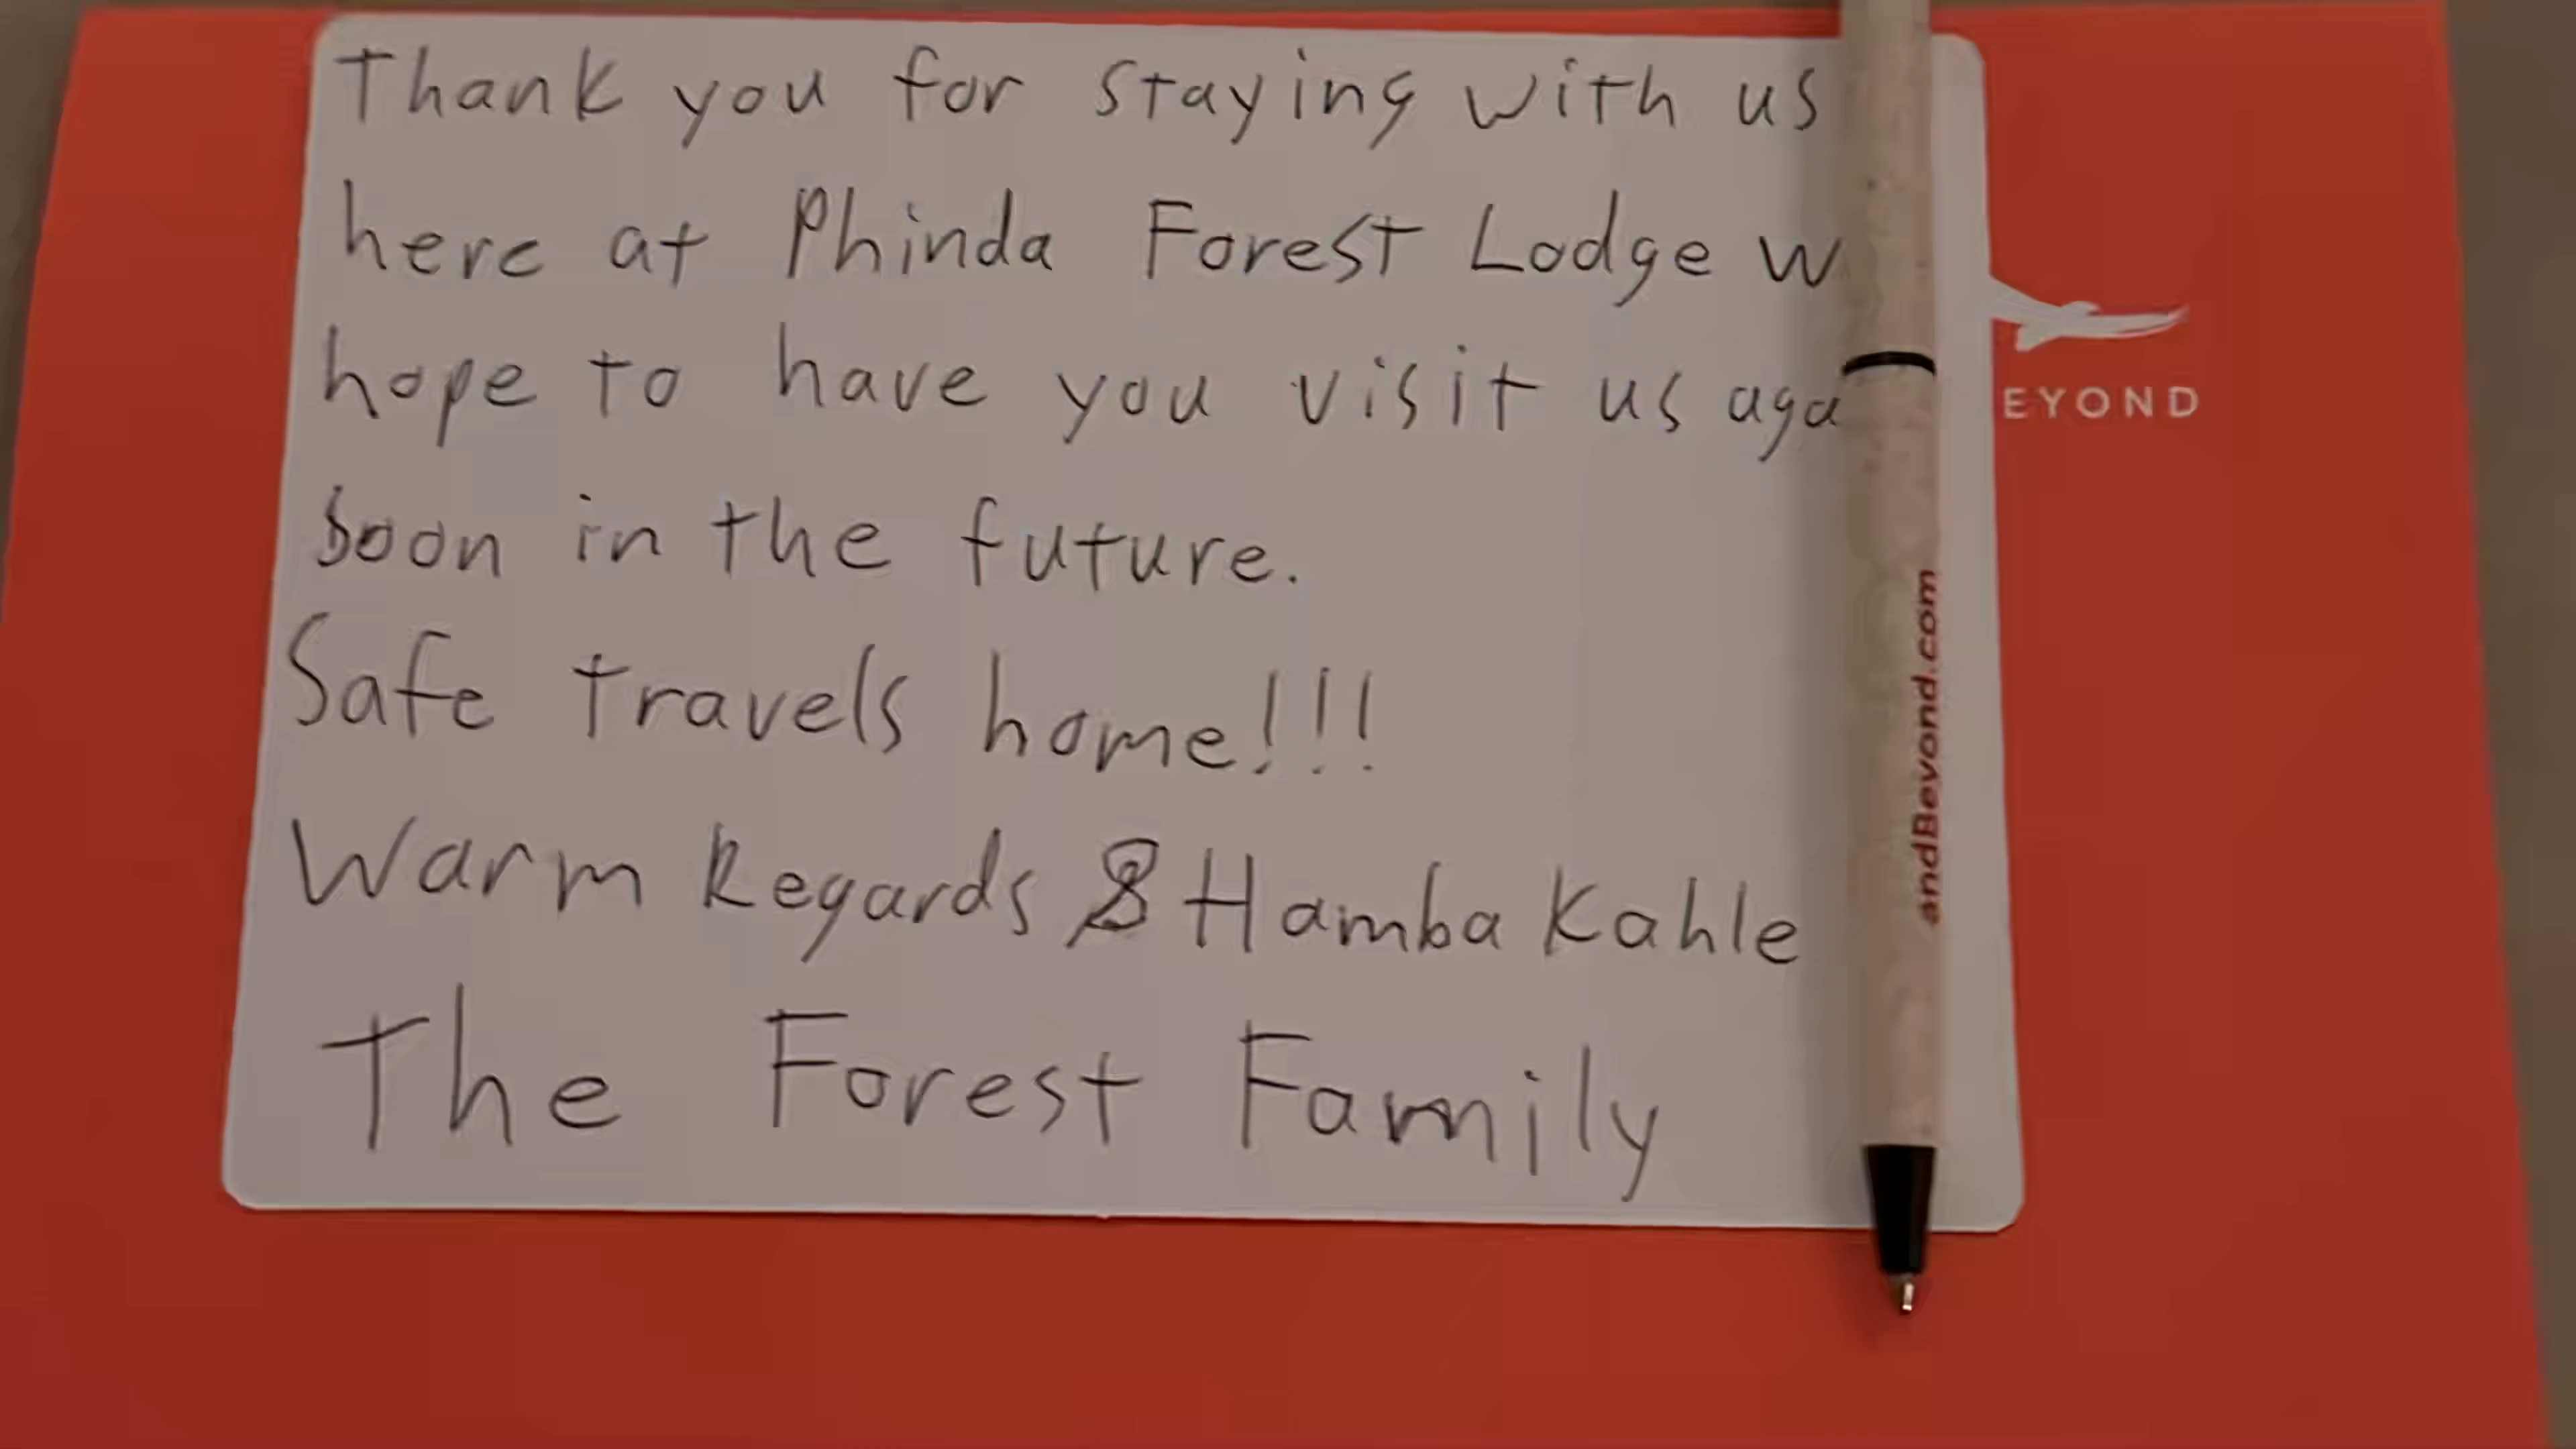 Thank you for staying with us
here at Phinda Forest Lodge w
hope to have you visit us aga
soon in the future.
Safe travels home!!!
Warm Regards & Hamba Kahle
The Forest Family
EYOND
andBeyond.com